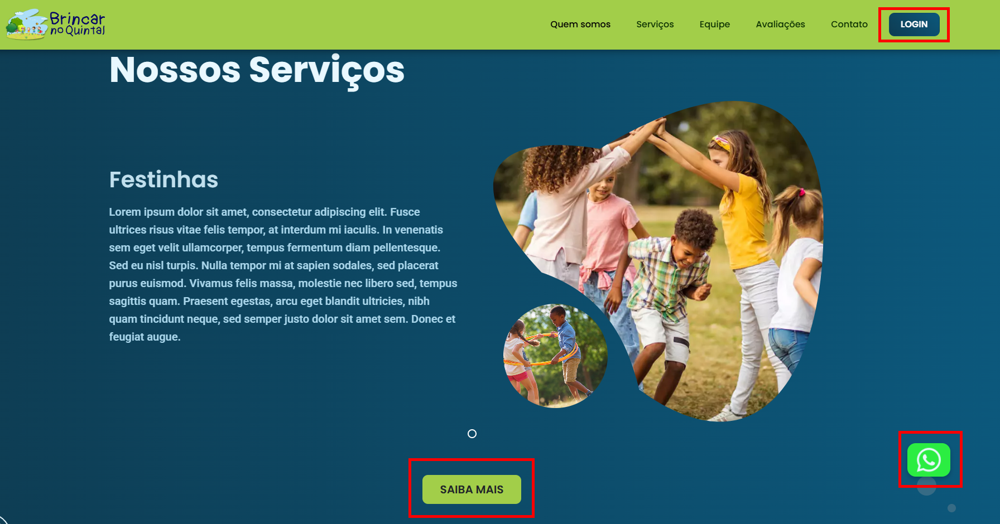 Brincar
no Quintal
Quem somos
Serviços
Equipe
Avaliações
Contato
LOGIN
Nossos Serviços
Festinhas
Lorem ipsum dolor sit amet, consectetur adipiscing elit. Fusce
ultrices risus vitae felis tempor, at interdum mi iaculis. In venenatis
sem eget velit ullamcorper, tempus fermentum diam pellentesque.
Sed eu nisl turpis. Nulla tempor mi at sapien sodales, sed placerat
purus euismod. Vivamus felis massa, molestie nec libero sed, tempus
sagittis quam. Praesent egestas, arcu eget blandit ultricies, nibh
quam tincidunt neque, sed semper justo dolor sit amet sem. Donec et
feugiat augue.
SAIBA MAIS